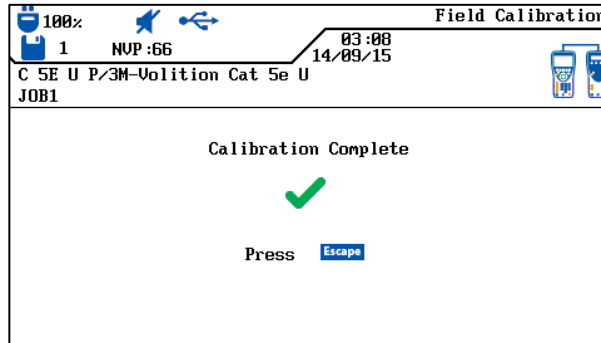 100% Field Calibration
1 NVP:66 03:08
14/09/15
C 5E U P/3M-Volition Cat 5e U
JOB1
Calibration Complete
Press Escape